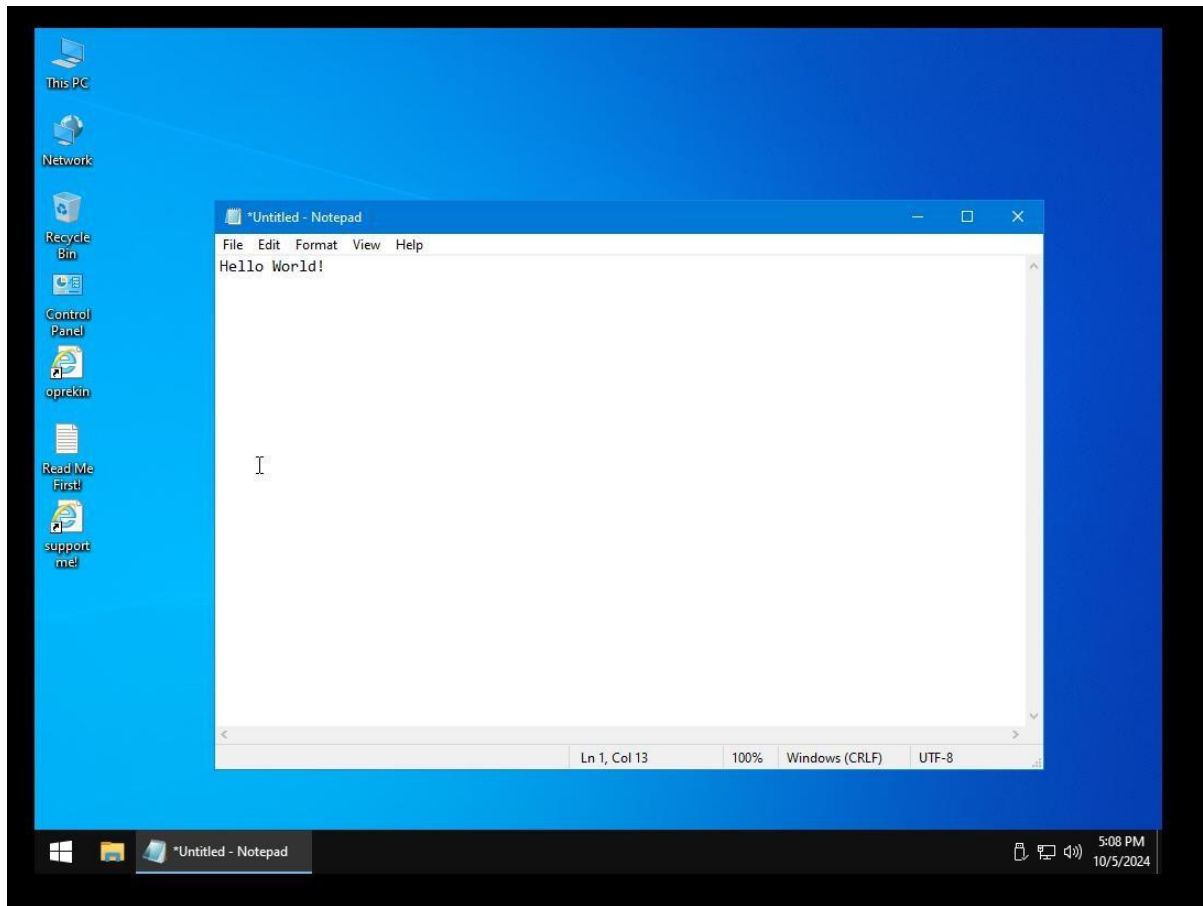 This PC
Network
Recycle
Bin
Control
Panel
oprekin
Read Me
First!
support
me!
*Untitled - Notepad
File Edit Format View Help
Hello World!
Ln 1, Col 13 100% Windows (CRLF) UTF-8
*Untitled - Notepad
5:08 PM
10/5/2024